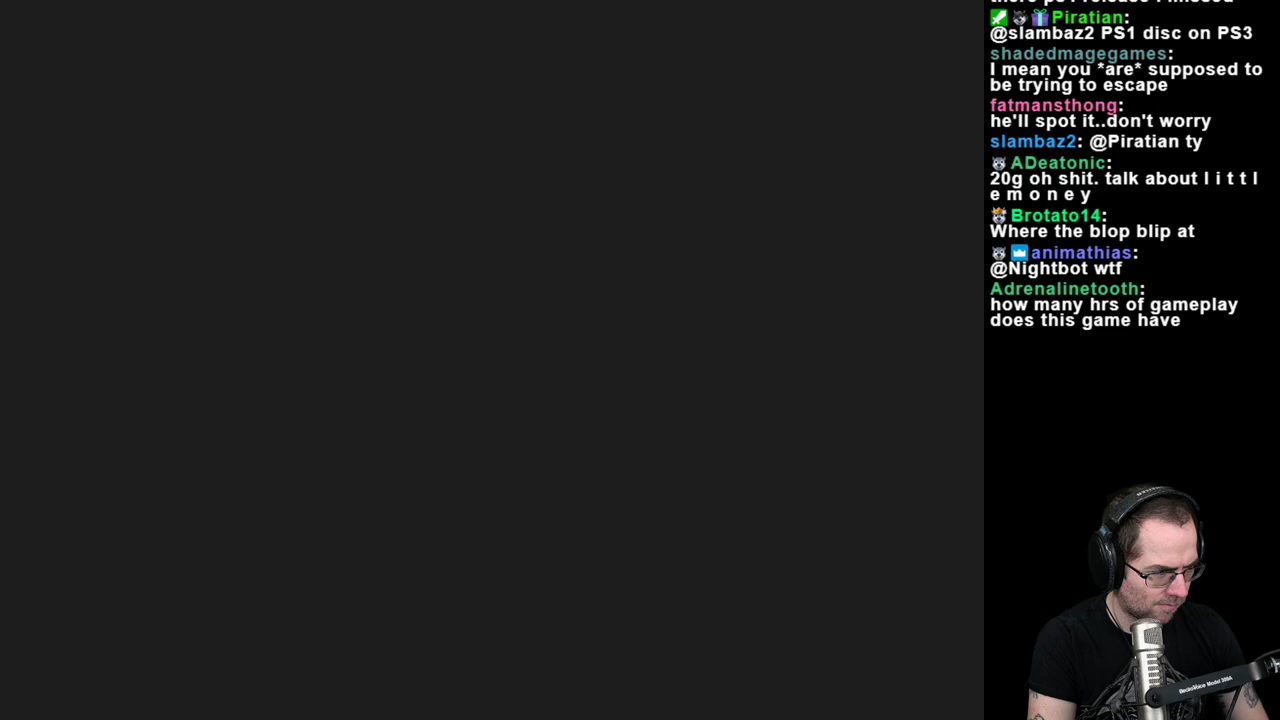 Piratian:
@slambaz2 PS1 disc on PS3
shadedmagegames:
I mean you *are* supposed to
be trying to escape
fatmansthong:
he'll spot it..don't worry
slambaz2: @Piratian ty
ADeatonic:
20g oh shit. talk about l i t t l
e m o n e y
Brotato14:
Where the blop blip at
animathias:
@Nightbot wtf
Adrenalinetooth:
how many hrs of gameplay
does this game have